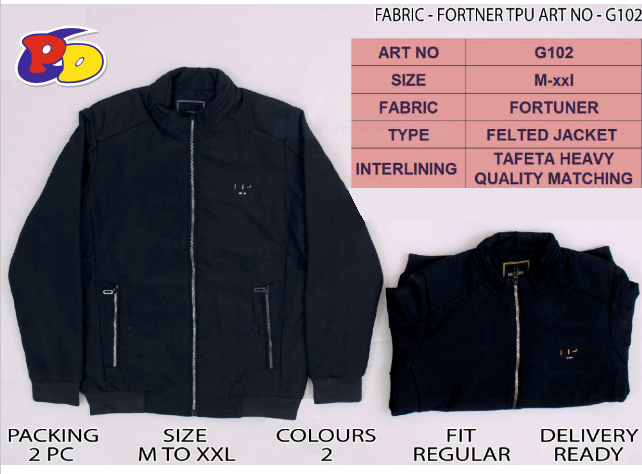 FABRIC - FORTNER TPU ART NO - G102
PD
ART NO G102
SIZE M-xxl
FABRIC FORTUNER
TYPE FELTED JACKET
INTERLINING TAFETA HEAVY
QUALITY MATCHING
PACKING SIZE COLOURS FIT DELIVERY
2 PC M TO XXL 2 REGULAR READY